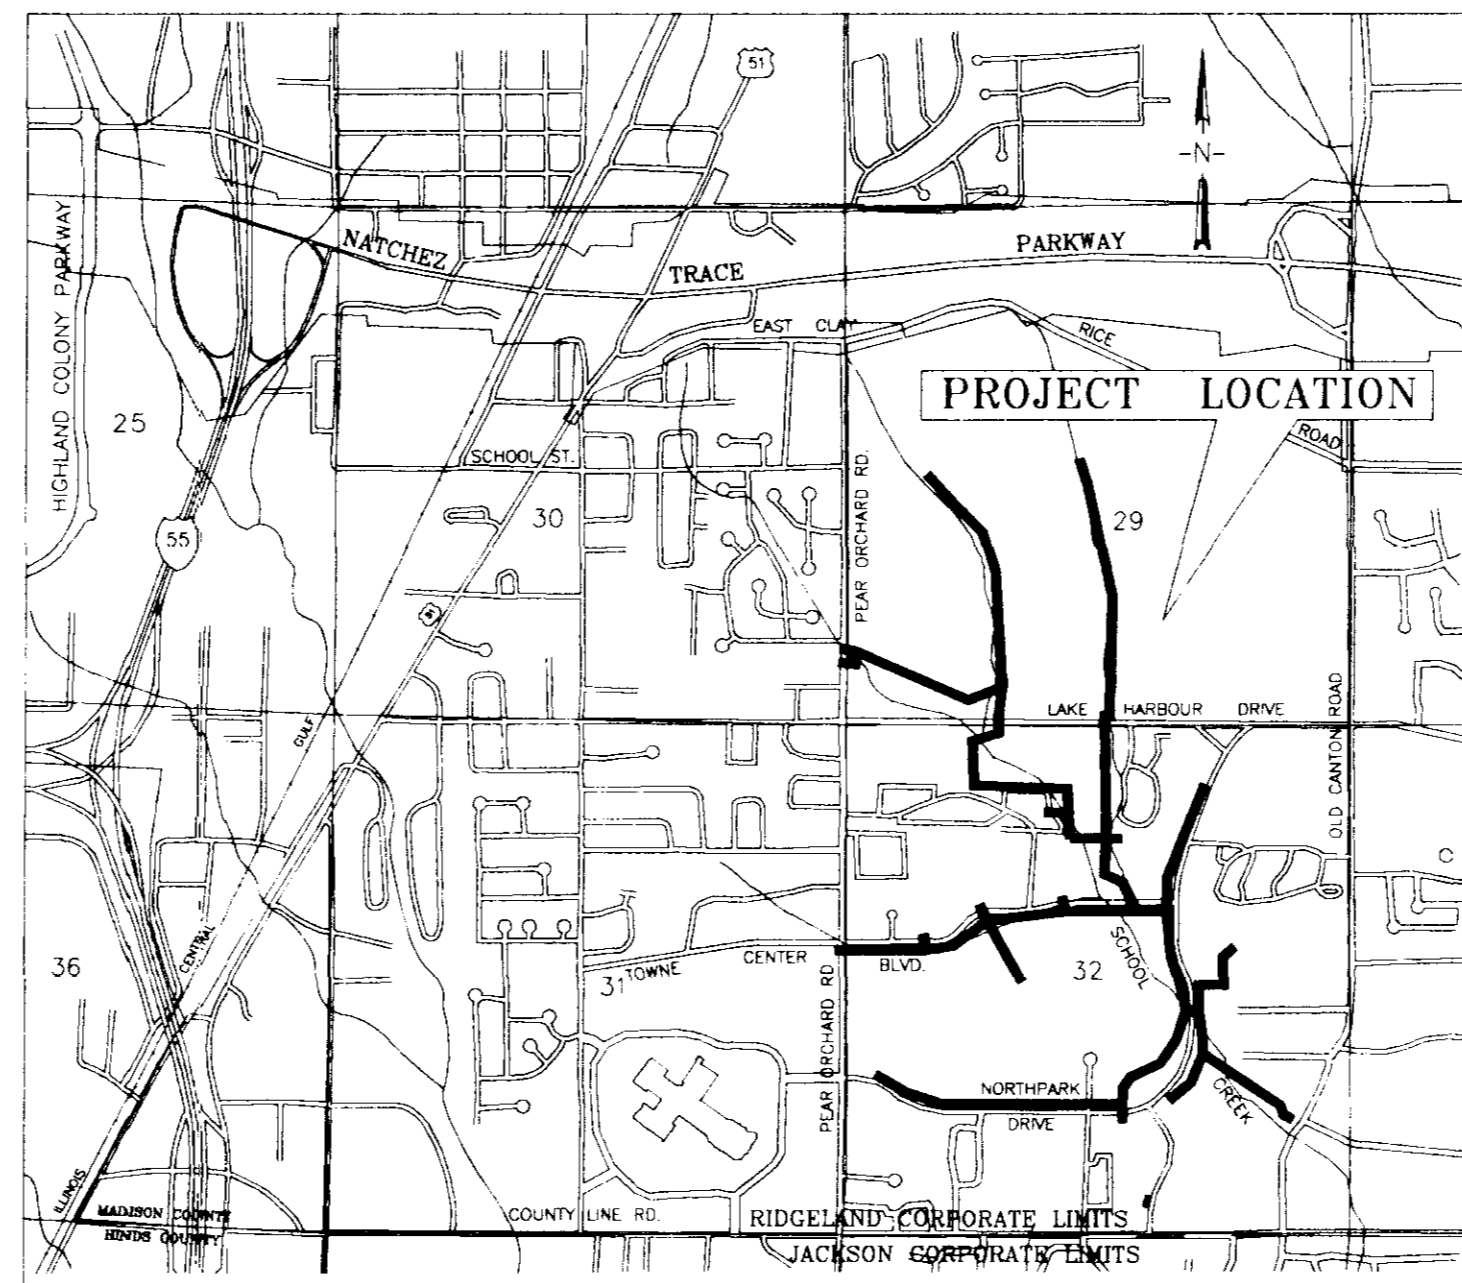 51
-N-
HIGHLAND COLONY PARKWAY
NATCHEZ TRACE PARKWAY
EAST CLAY
RICE ROAD
PROJECT LOCATION
25
SCHOOL ST.
PEAR ORCHARD RD.
30
29
55
51
LAKE HARBOUR DRIVE
OLD CANTON ROAD
GULF
CENTRAL
ILLINOIS
36
31
TOWNE CENTER BLVD.
32
SCHOOL
CREEK
PEAR ORCHARD RD
NORTHPARK
DRIVE
C
COUNTY LINE RD.
MADISON COUNTY
HINDS COUNTY
RIDGELAND CORPORATE LIMITS
JACKSON CORPORATE LIMITS